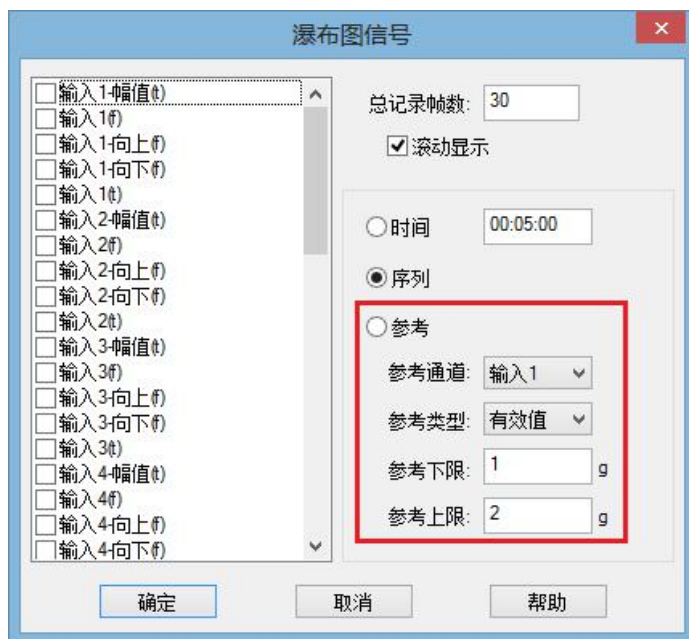 瀑布图信号
输入1-幅值(t)
输入1(f)
输入1-向上(f)
输入1-向下(f)
输入1(t)
输入2-幅值(t)
输入2(f)
输入2-向上(f)
输入2-向下(f)
输入2(t)
输入3-幅值(t)
输入3(f)
输入3-向上(f)
输入3-向下(f)
输入3(t)
输入4-幅值(t)
输入4(f)
输入4-向上(f)
输入4-向下(f)
总记录帧数: 30
滚动显示
时间 00:05:00
序列
参考
参考通道: 输入1
参考类型: 有效值
参考下限: 1 g
参考上限: 2 g
确定 取消 帮助